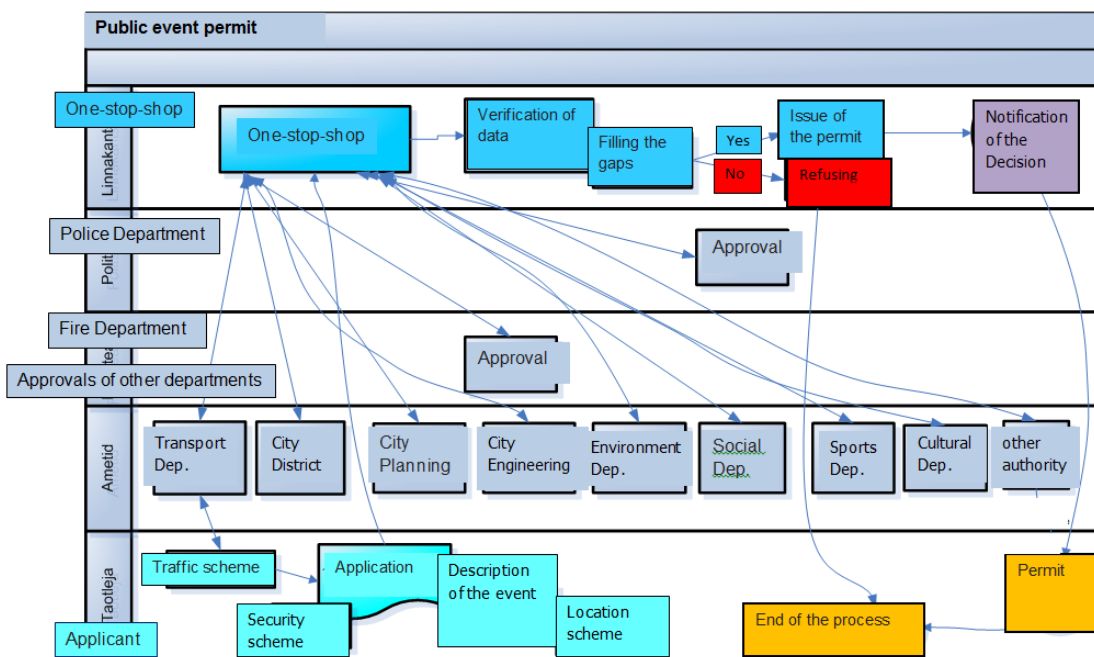 Public event permit
One-stop-shop
Linnakant
One-stop-shop
Verification of
data
Filling the
gaps
Yes
No
Issue of
the permit
Refusing
Notification
of the
Decision
Police Department
Polit
Approval
Fire Department
Approval
Approvals of other departments
Ametid
Transport
Dep.
City
District
City
Planning
City
Engineering
Environment
Dep.
Social
Dep.
Sports
Dep.
Cultural
Dep.
other
authority
Taotleja
Traffic scheme
Application
Description
of the event
Security
scheme
Location
scheme
Permit
End of the process
Applicant